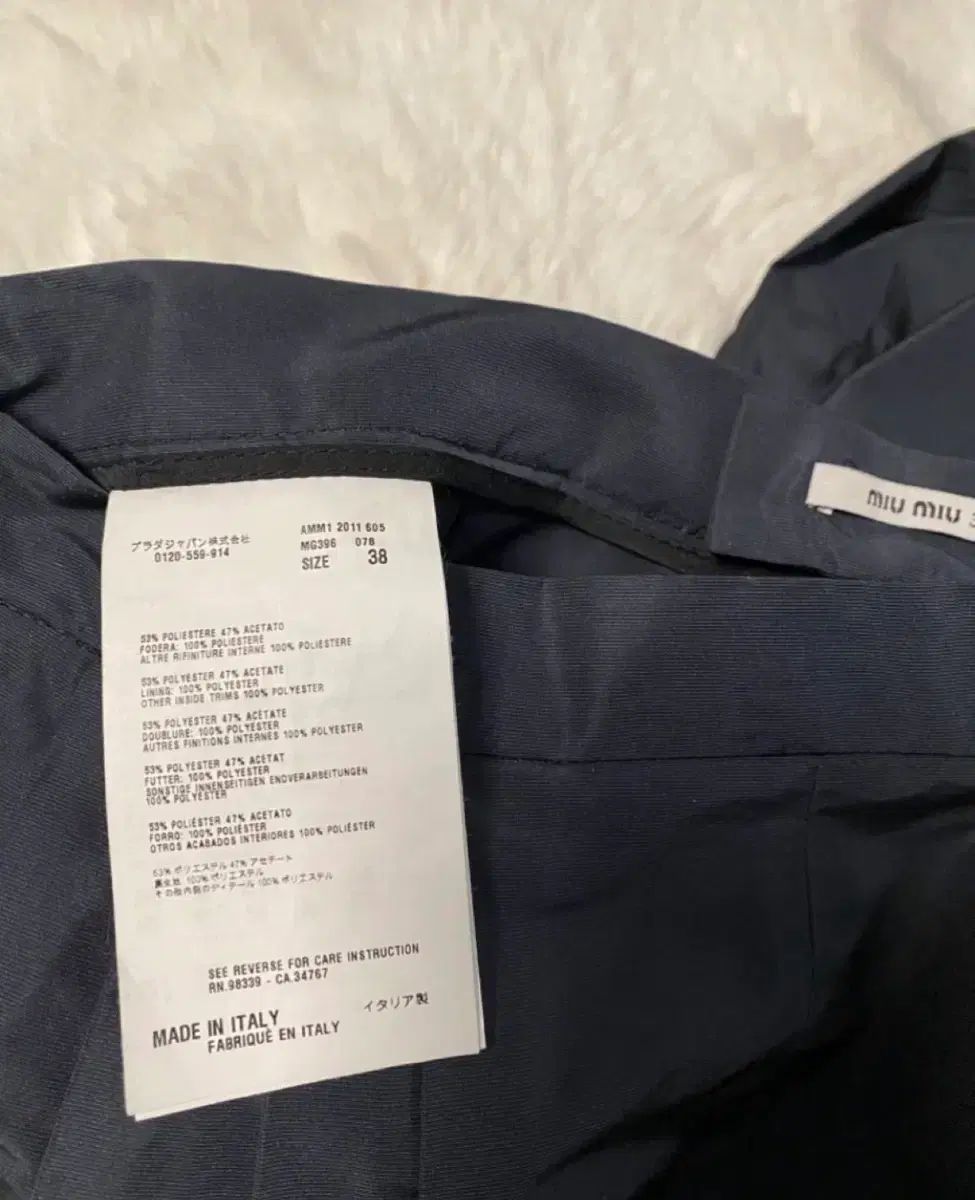 プラダジャパン株式会社
0120-559-914
AMM1 2011 605
MG396 078
SIZE 38
53% POLIESTERE 47% ACETATO
FODERA: 100% POLIESTERE
ALTRE RIFINITURE INTERNE 100% POLIESTERE
53% POLYESTER 47% ACETATE
LINING: 100% POLYESTER
OTHER INSIDE TRIMS 100% POLYESTER
53% POLYESTER 47% ACÉTATE
DOUBLURE: 100% POLYESTER
AUTRES FINITIONS INTERNES 100% POLYESTER
53% POLYESTER 47% ACETAT
FUTTER: 100% POLYESTER
SONSTIGE INNENSEITIGEN ENDVERARBEITUNGEN
100% POLYESTER
53% POLIÉSTER 47% ACETATO
FORRO: 100% POLIÉSTER
OTROS ACABADOS INTERIORES 100% POLIÉSTER
53% ポリエステル 47% アセテート
裏生地 100% ポリエステル
その他内側のディテール 100% ポリエステル
SEE REVERSE FOR CARE INSTRUCTION
RN.98339 - CA.34767
イタリア製
MADE IN ITALY
FABRIQUÉ EN ITALY
miu miu